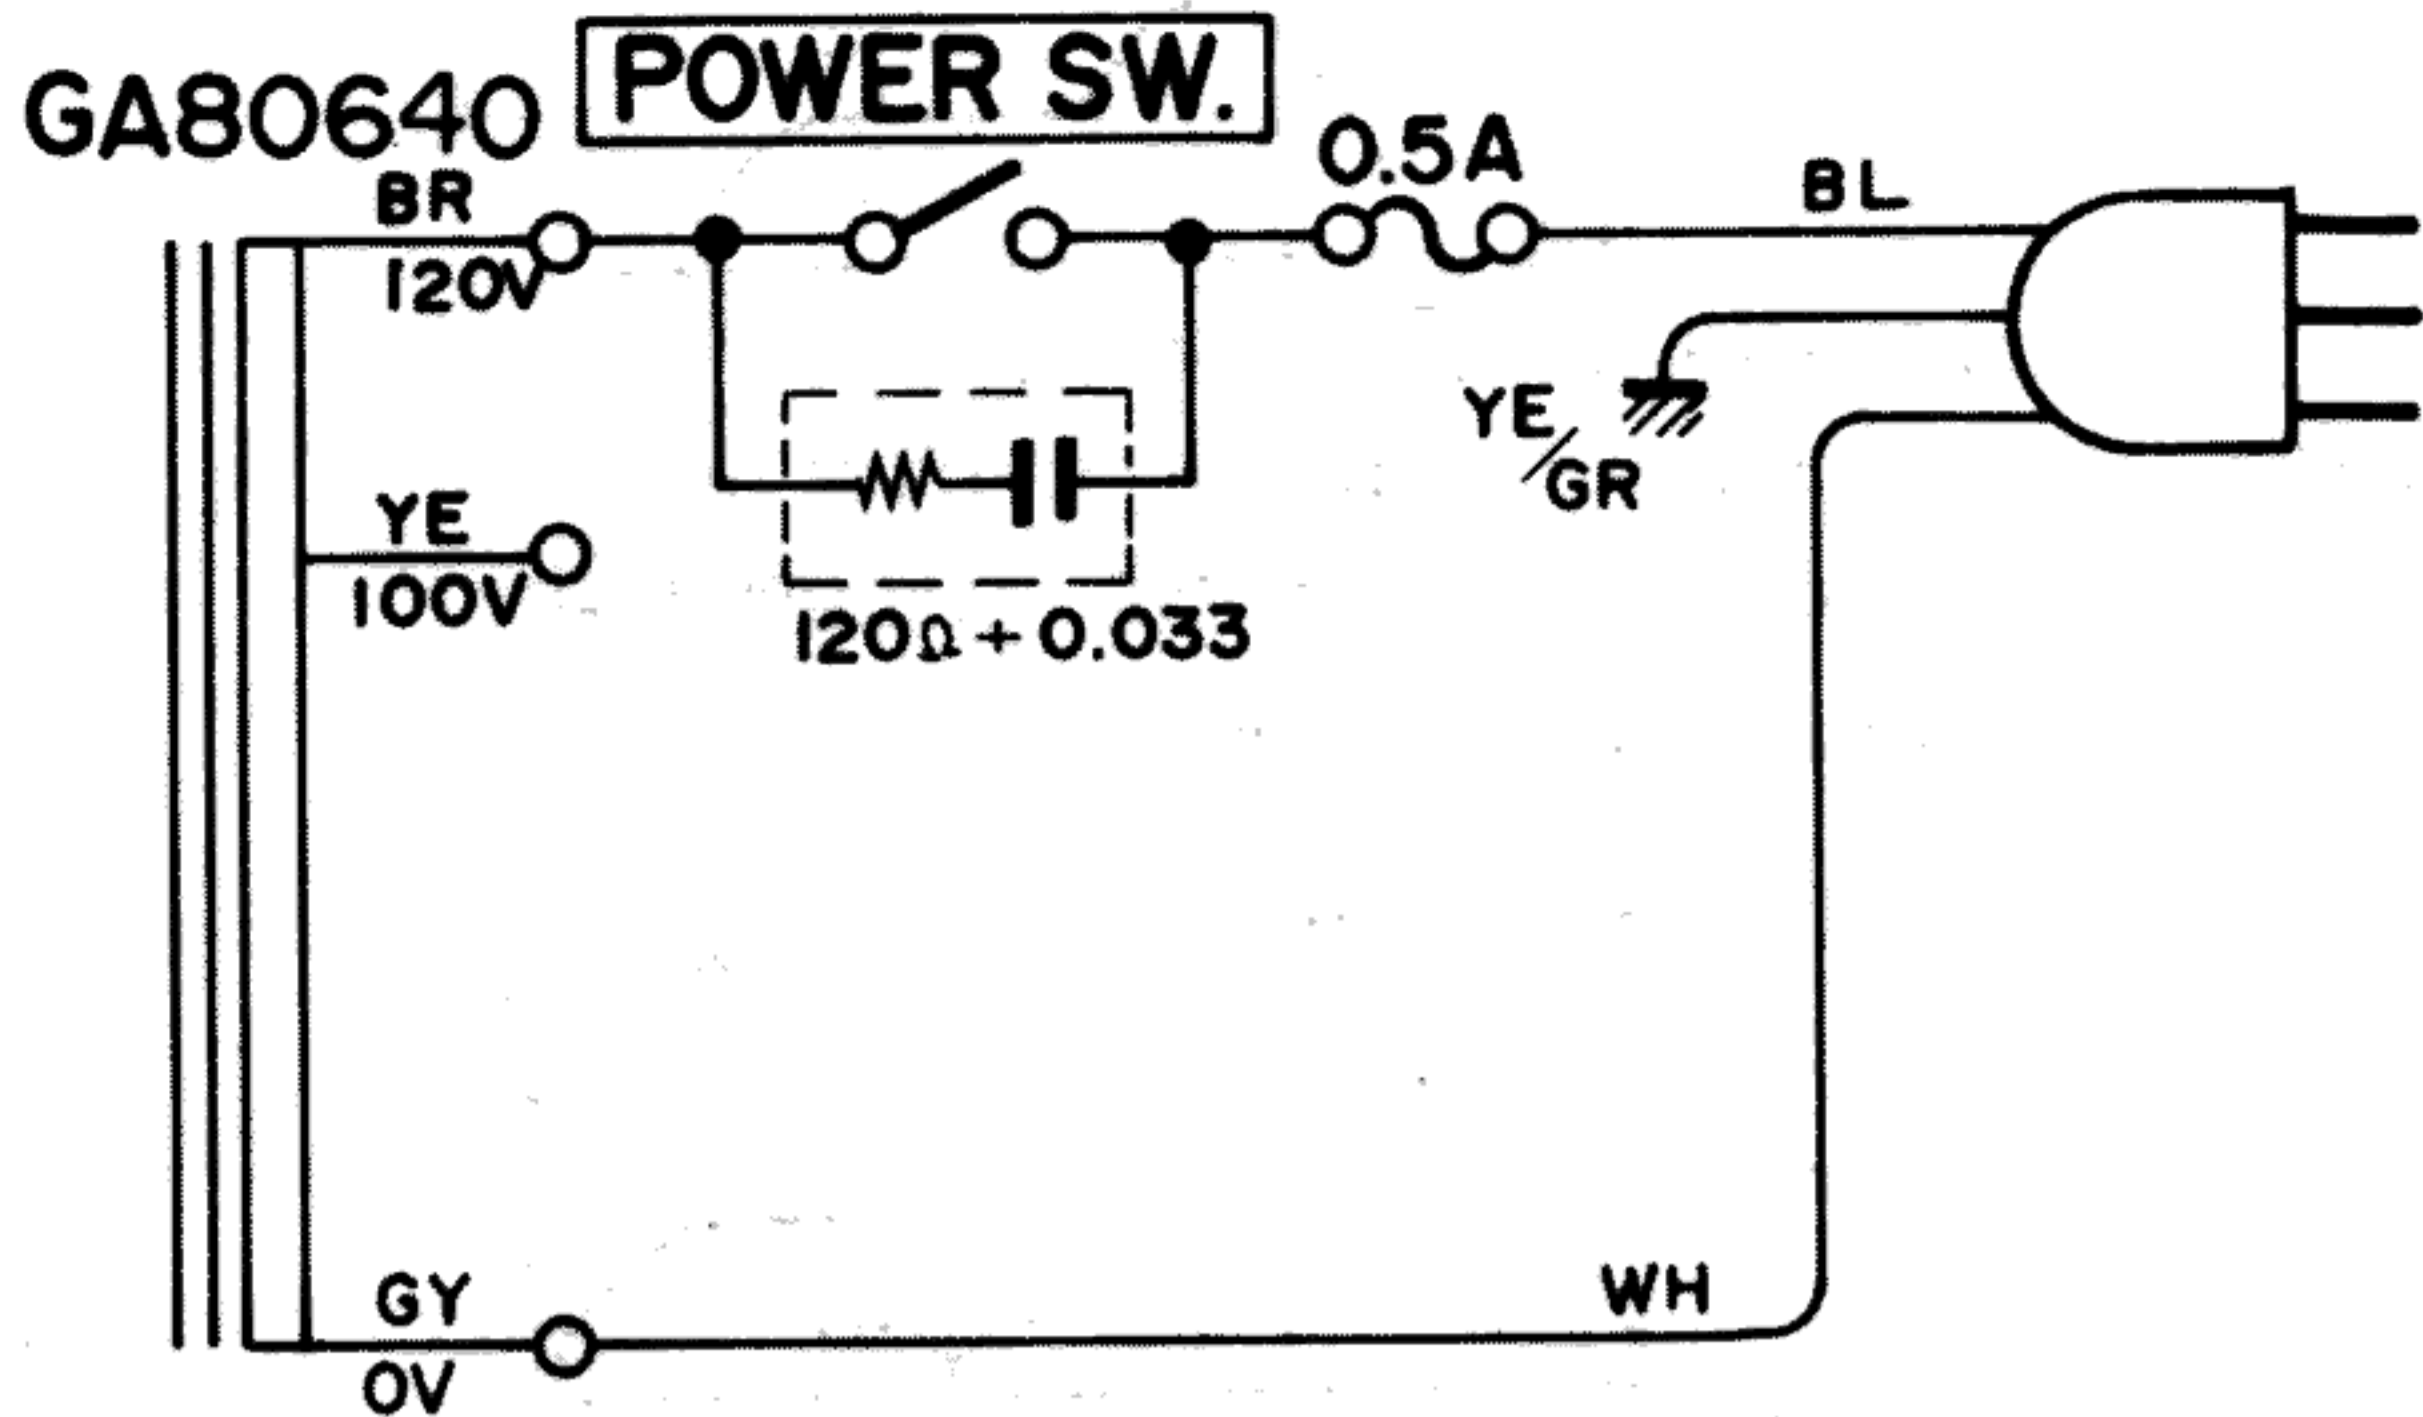 POWER SW.
GA80640
BR
120V
0.5A
BL
YE/GR
YE
100V
120Ω + 0.033
GY
0V
WH